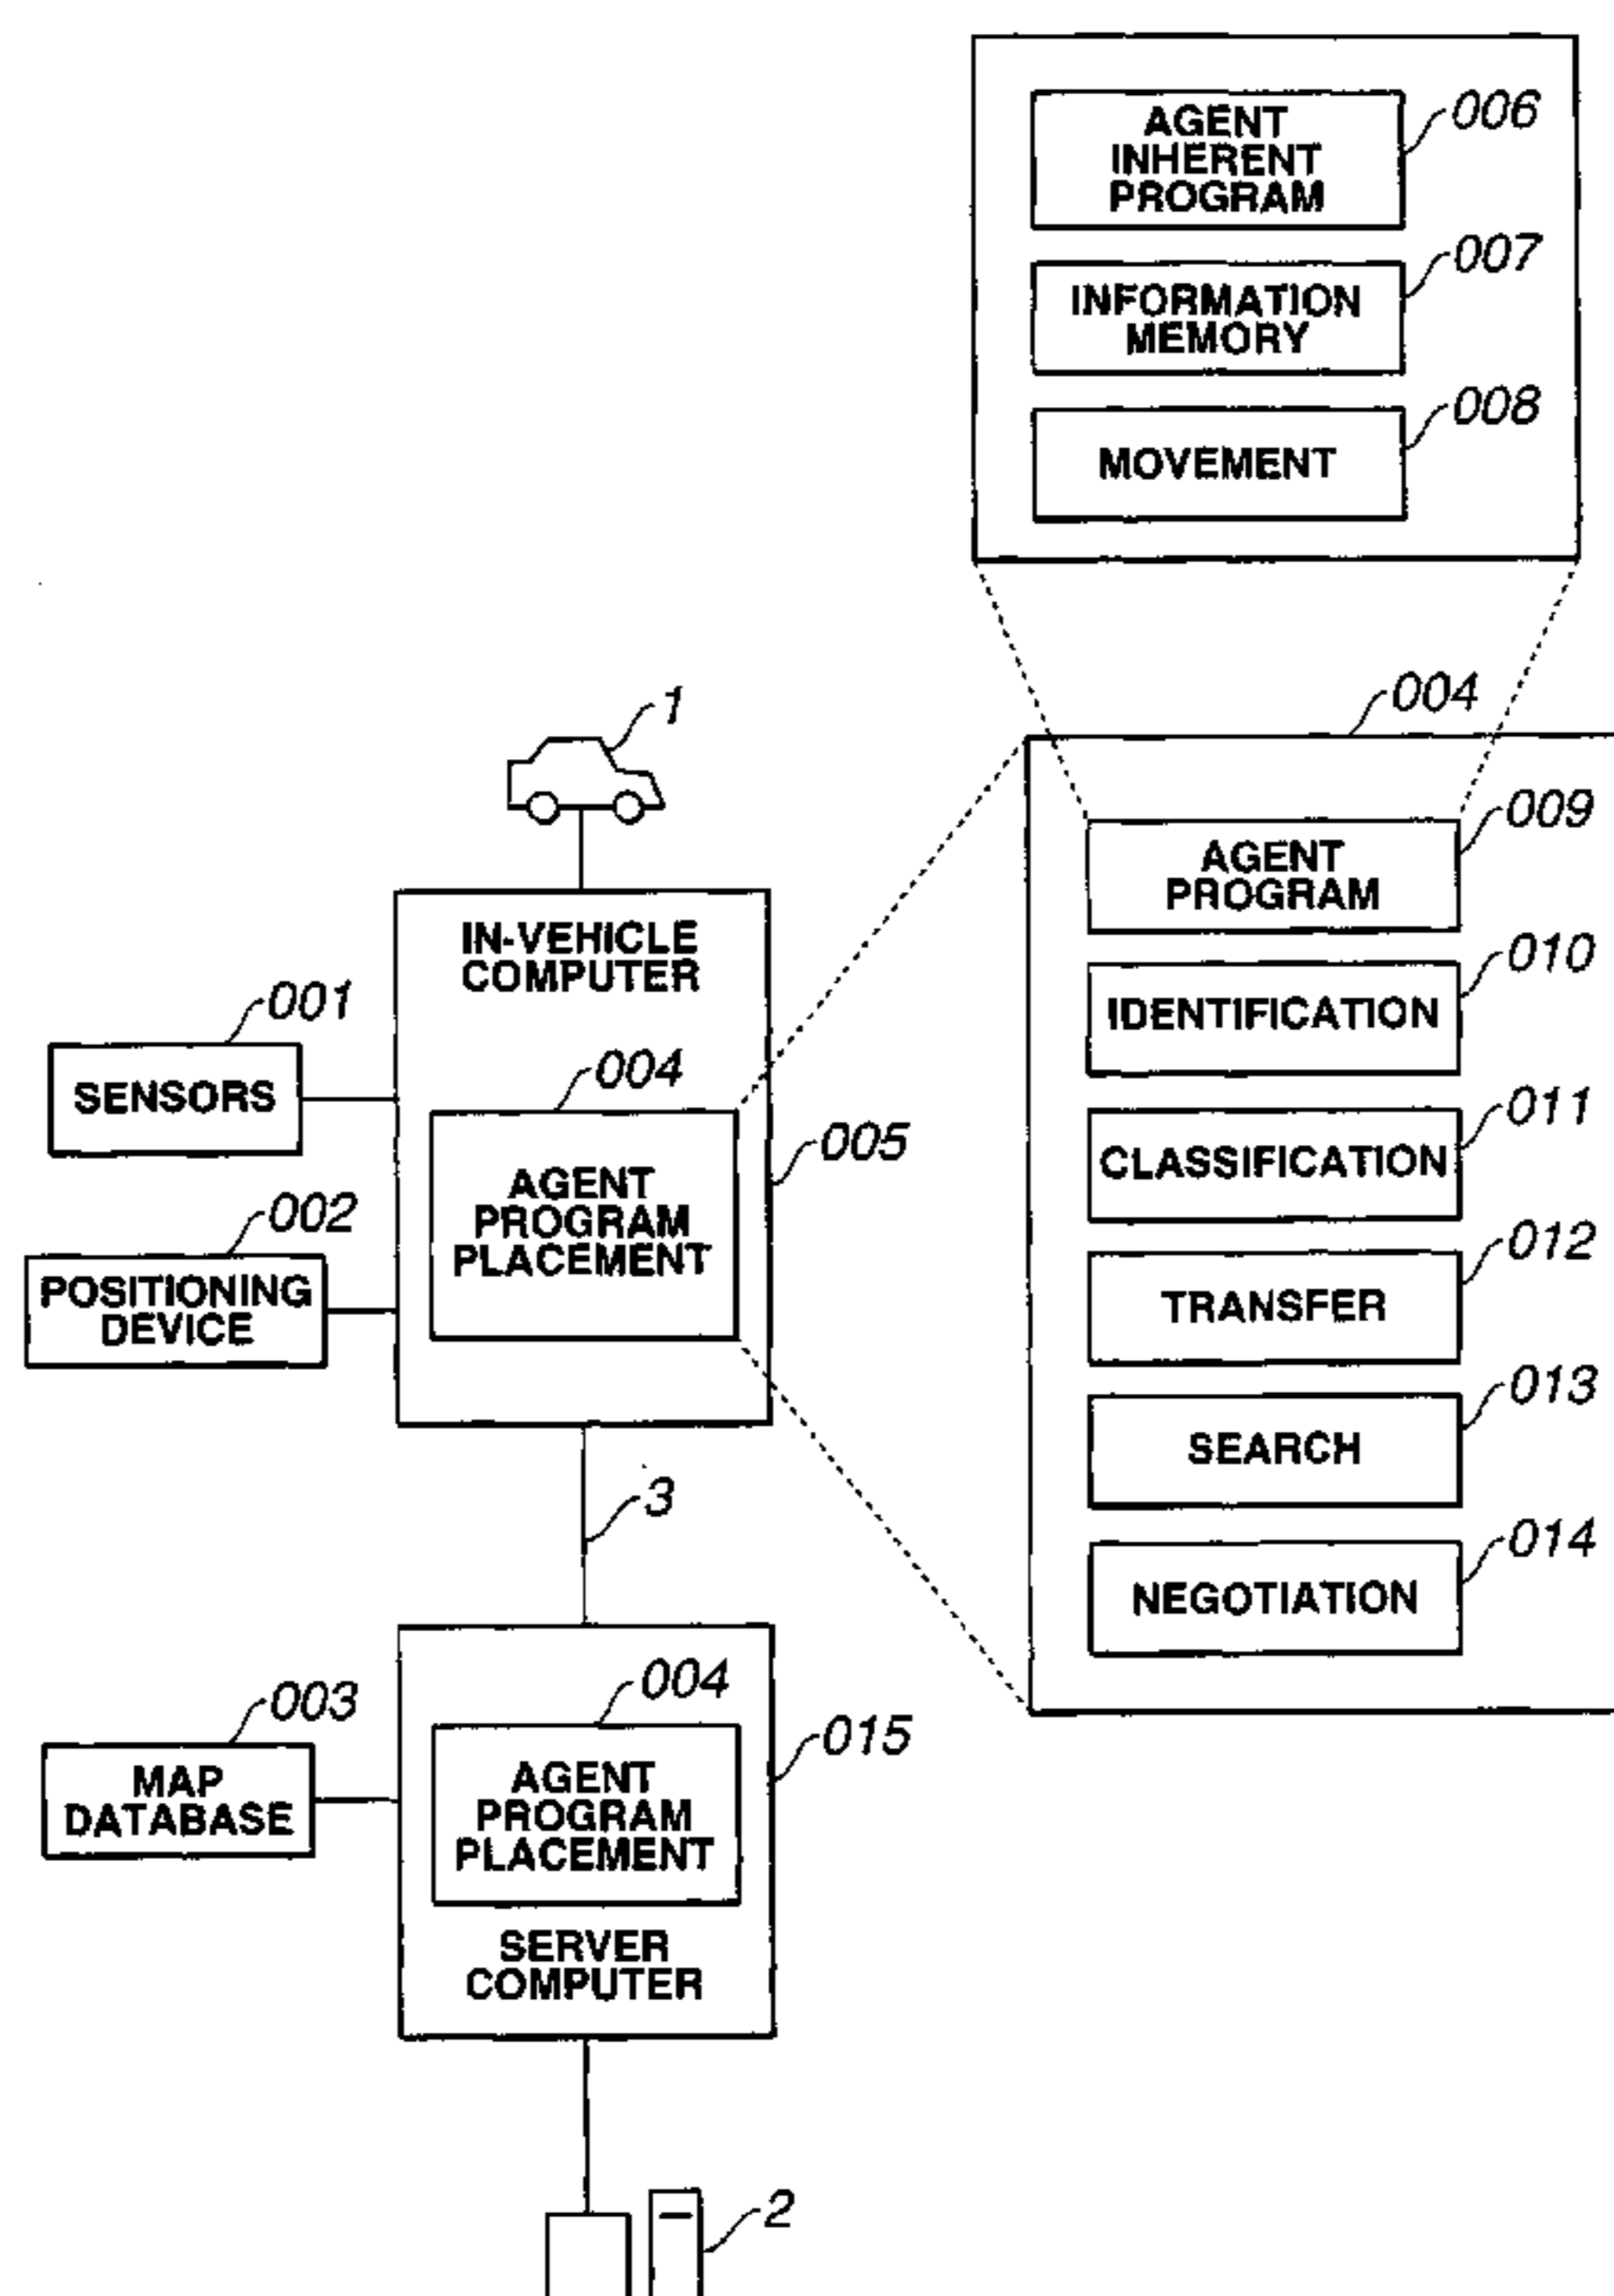 006
AGENT
INHERENT
PROGRAM
007
INFORMATION
MEMORY
008
MOVEMENT
004
1
009
AGENT
PROGRAM
IN-VEHICLE
COMPUTER
010
IDENTIFICATION
001
SENSORS
004
011
CLASSIFICATION
005
AGENT
PROGRAM
PLACEMENT
002
POSITIONING
DEVICE
012
TRANSFER
013
SEARCH
3
014
NEGOTIATION
004
003
015
MAP
DATABASE
AGENT
PROGRAM
PLACEMENT
SERVER
COMPUTER
2